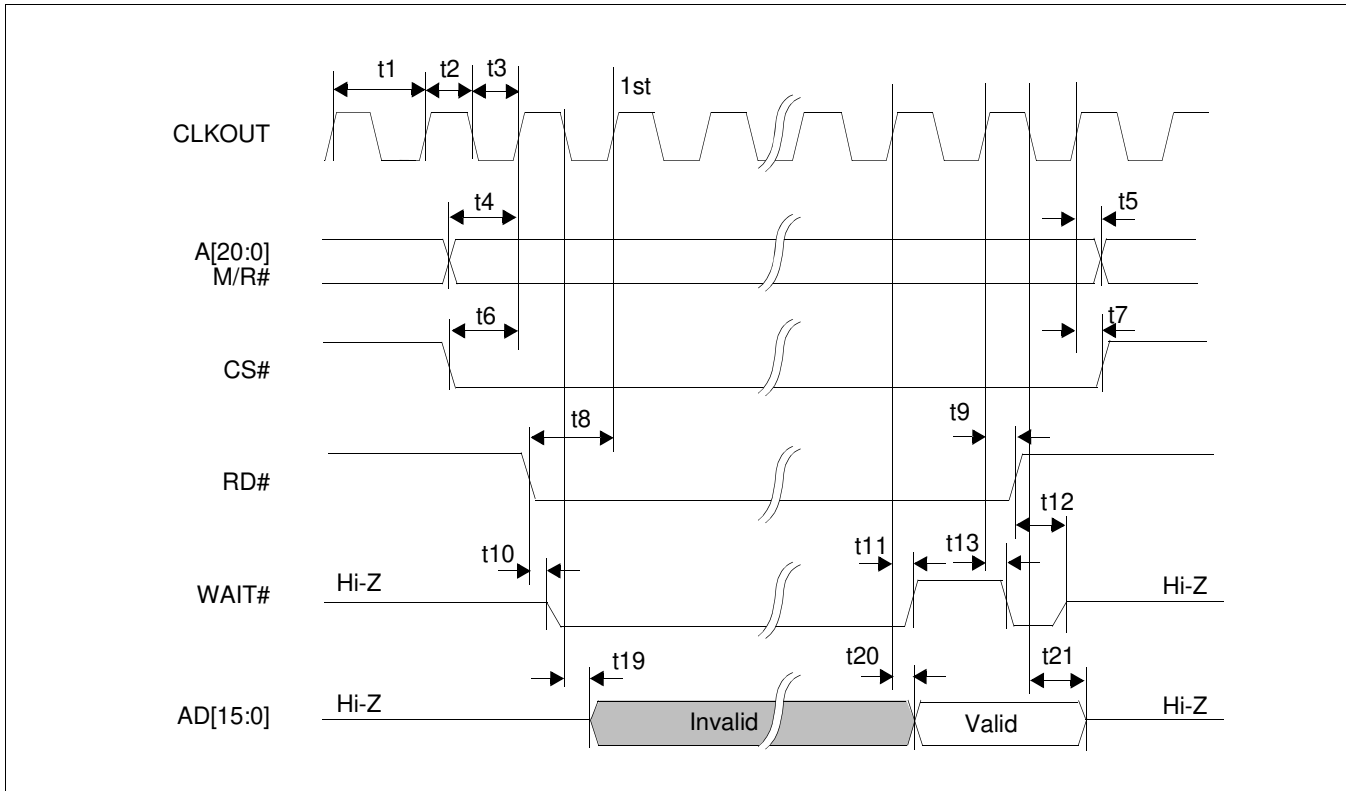 t1 t2 t3
1st
CLKOUT
t4 t5
A[20:0]
M/R#
t6 t7
CS#
t8 t9
RD#
t12
t10 t11 t13
Hi-Z Hi-Z
WAIT#
t19 t20 t21
Hi-Z Hi-Z
AD[15:0] Invalid Valid